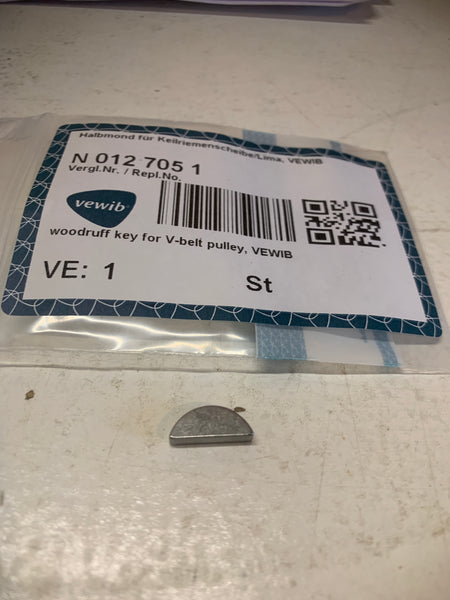 Halbmond für Keilriemenscheibe/Lima, VEWIB
N 012 705 1
Vergl.Nr. / Repl.No.
vewib
woodruff key for V-belt pulley, VEWIB
VE: 1
St